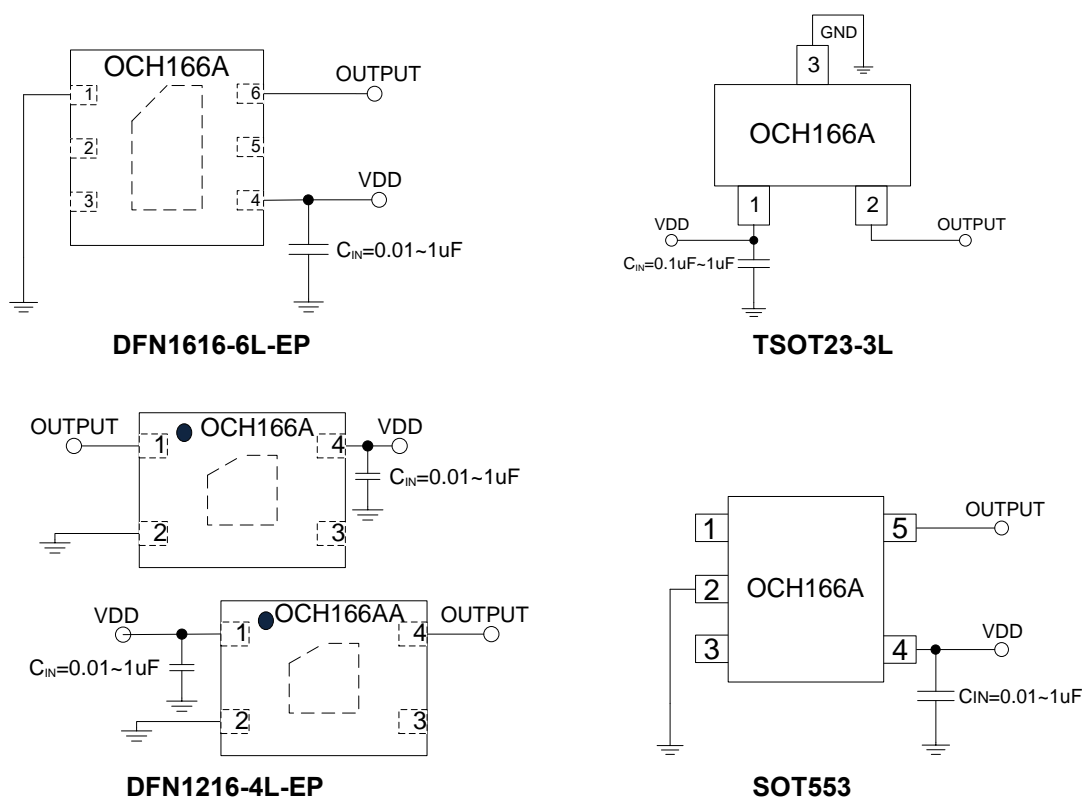 OCH166A
OUTPUT
1
6
2
5
3
4
VDD
CIN=0.01~1uF
DFN1616-6L-EP
GND
3
OCH166A
1
2
VDD
OUTPUT
CIN=0.1uF~1uF
TSOT23-3L
OUTPUT
OCH166A
VDD
1
4
CIN=0.01~1uF
2
3
VDD
OCH166AA
OUTPUT
1
4
CIN=0.01~1uF
2
3
DFN1216-4L-EP
1
5
OUTPUT
2
OCH166A
3
4
VDD
CIN=0.01~1uF
SOT553